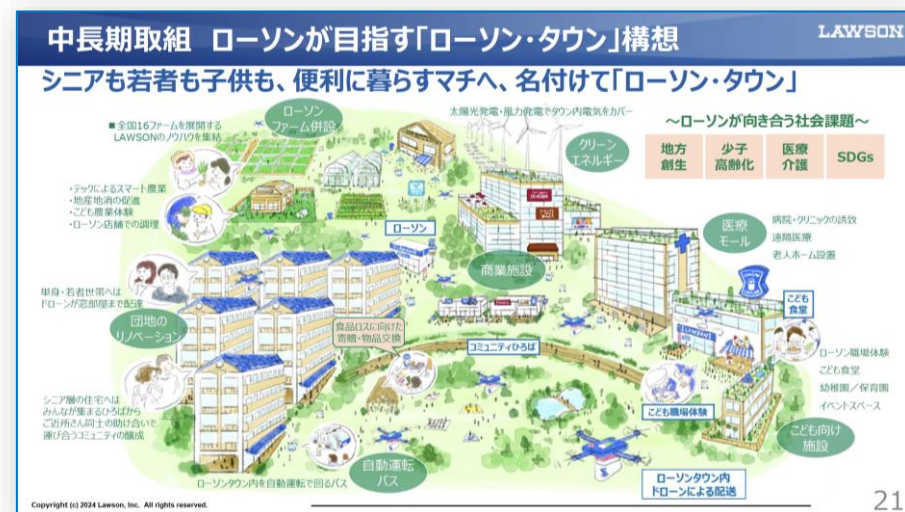 中長期取組 ローソンが目指す「ローソン・タウン」構想
LAWSON
シニアも若者も子供も、便利に暮らすマチへ、名付けて「ローソン・タウン」
■全国16ファームを展開する
LAWSONのノウハウを集結
ローソン
ファーム併設
太陽光発電・風力発電でタウン内電気をカバー
クリーン
エネルギー
～ローソンが向き合う社会課題～
地方
創生
少子
高齢化
医療
介護
SDGs
・テックによるスマート農業
・地産地消の促進
・こども農業体験
・ローソン店舗での調理
ローソン
商業施設
医療
モール
病院・クリニックの誘致
遠隔医療
老人ホーム設置
単身・若者世帯へは
ドローンが窓部屋まで配達
団地の
リノベーション
食品ロスに向けた
寄贈・物品交換
コミュニティひろば
こども
食堂
ローソン職場体験
こども食堂
幼稚園／保育園
イベントスペース
こども職場体験
こども向け
施設
シニア層の住宅へは
みんなが集まるひろばから
ご近所さん同士の助け合いで
運び合うコミュニティの醸成
自動運転
バス
ローソンタウン内を自動運転で回るバス
ローソンタウン内
ドローンによる配送
Copyright (c) 2024 Lawson, Inc. All rights reserved.
21